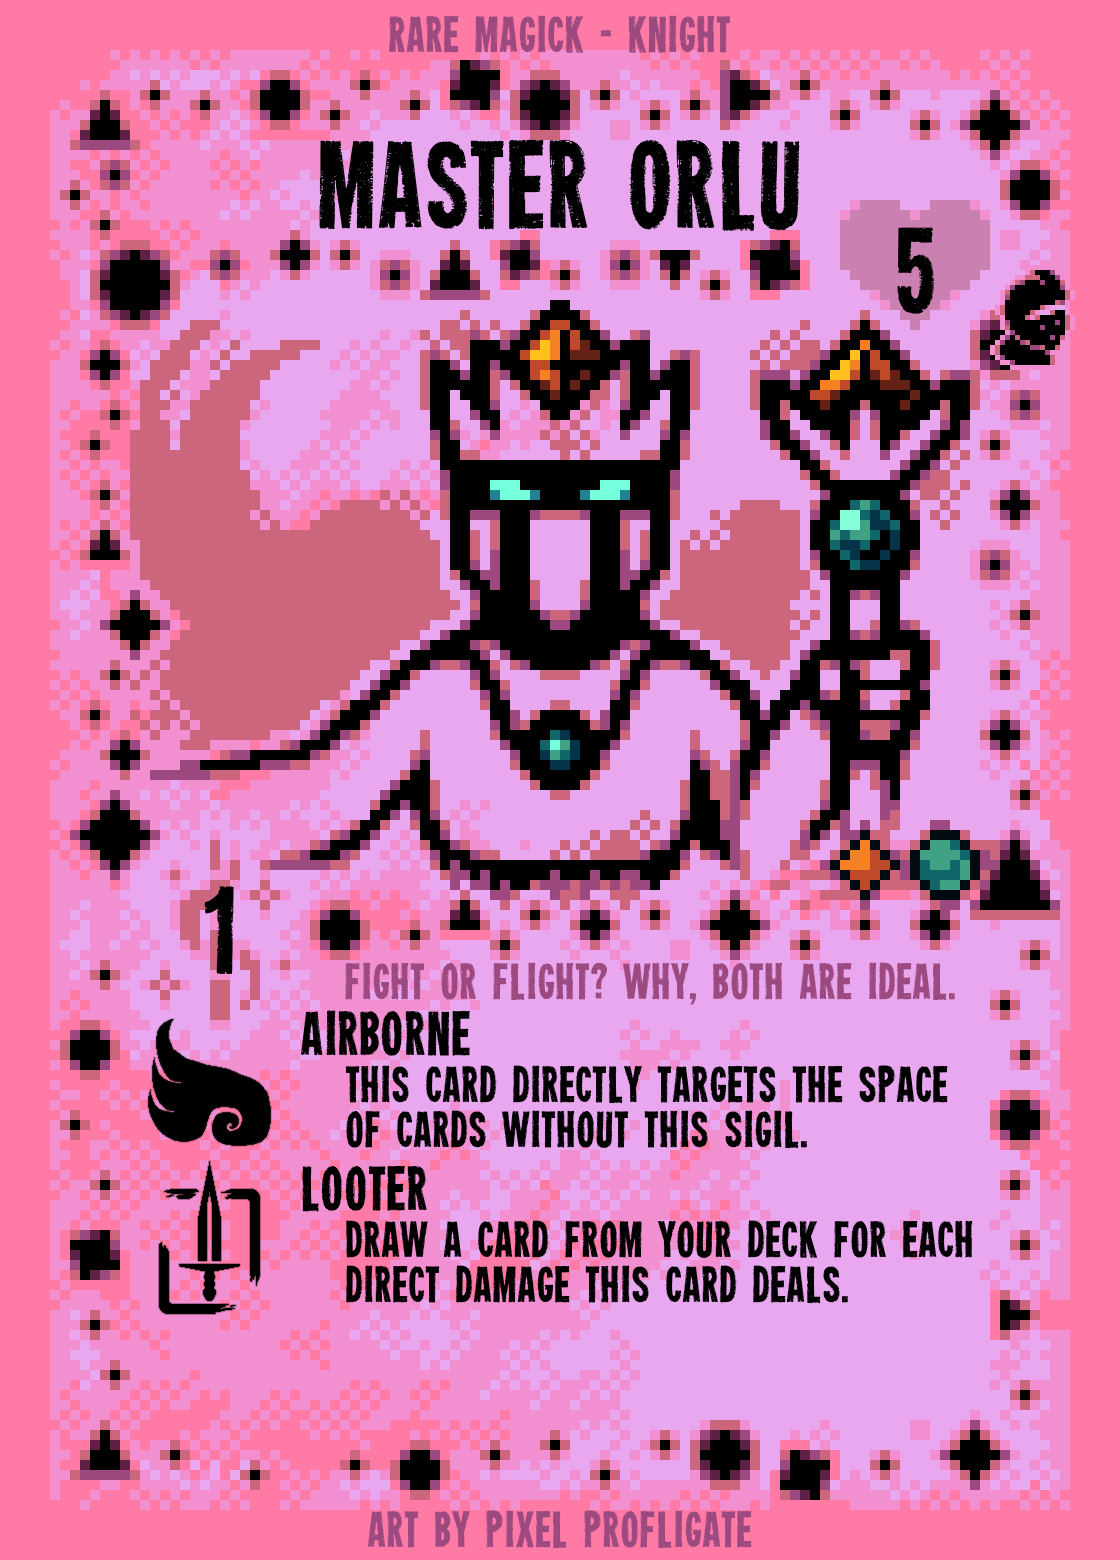 RARE MAGICK - KNIGHT
MASTER ORLU
5
1
FIGHT OR FLIGHT? WHY, BOTH ARE IDEAL.
AIRBORNE
THIS CARD DIRECTLY TARGETS THE SPACE
OF CARDS WITHOUT THIS SIGIL.
LOOTER
DRAW A CARD FROM YOUR DECK FOR EACH
DIRECT DAMAGE THIS CARD DEALS.
ART BY PIXEL PROFLIGATE